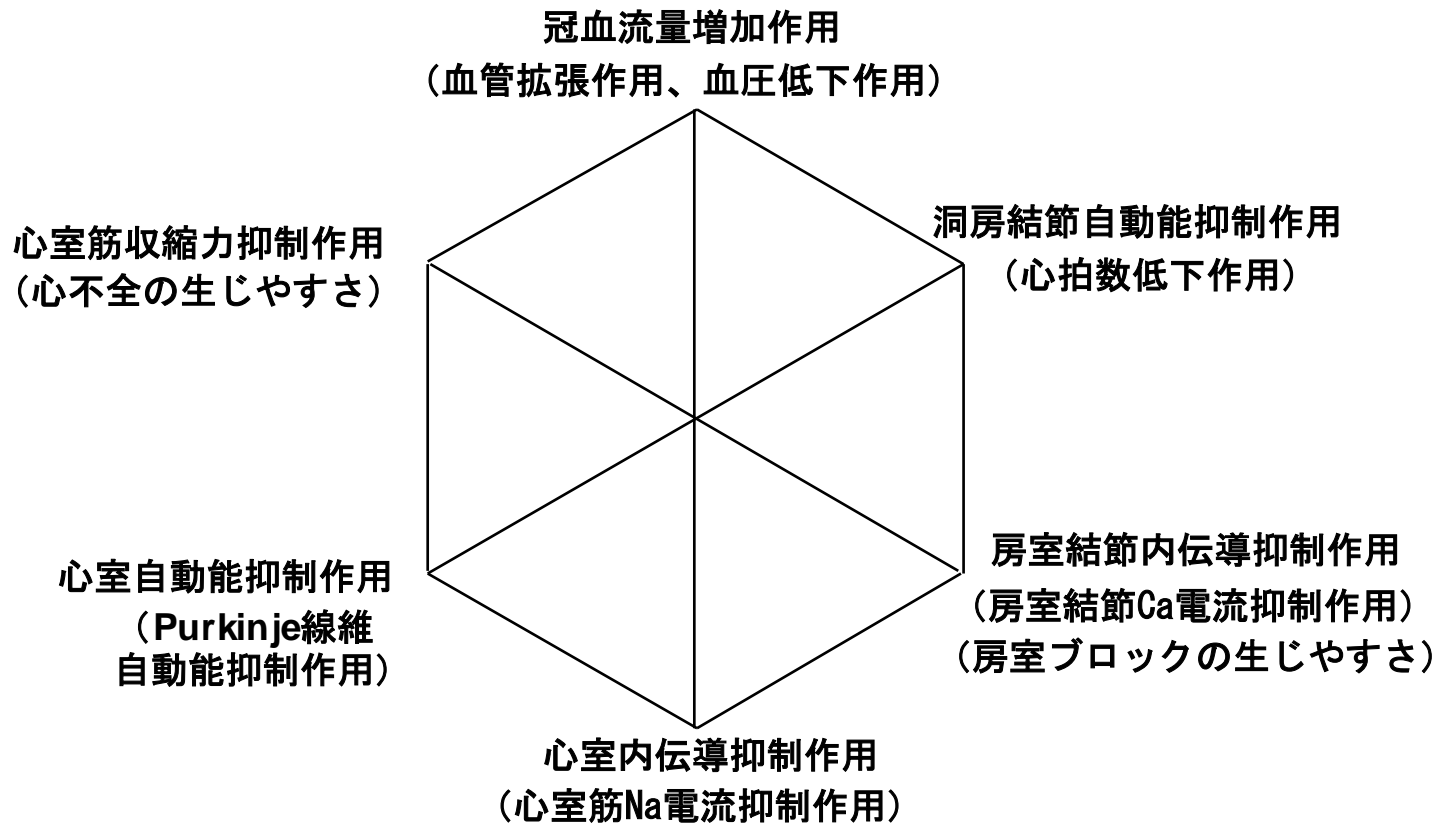 冠血流量増加作用
（血管拡張作用、血圧低下作用）
洞房結節自動能抑制作用
（心拍数低下作用）
心室筋収縮力抑制作用
（心不全の生じやすさ）
房室結節内伝導抑制作用
（房室結節Ca電流抑制作用）
（房室ブロックの生じやすさ）
心室自動能抑制作用
（Purkinje線維
自動能抑制作用）
心室内伝導抑制作用
（心室筋Na電流抑制作用）